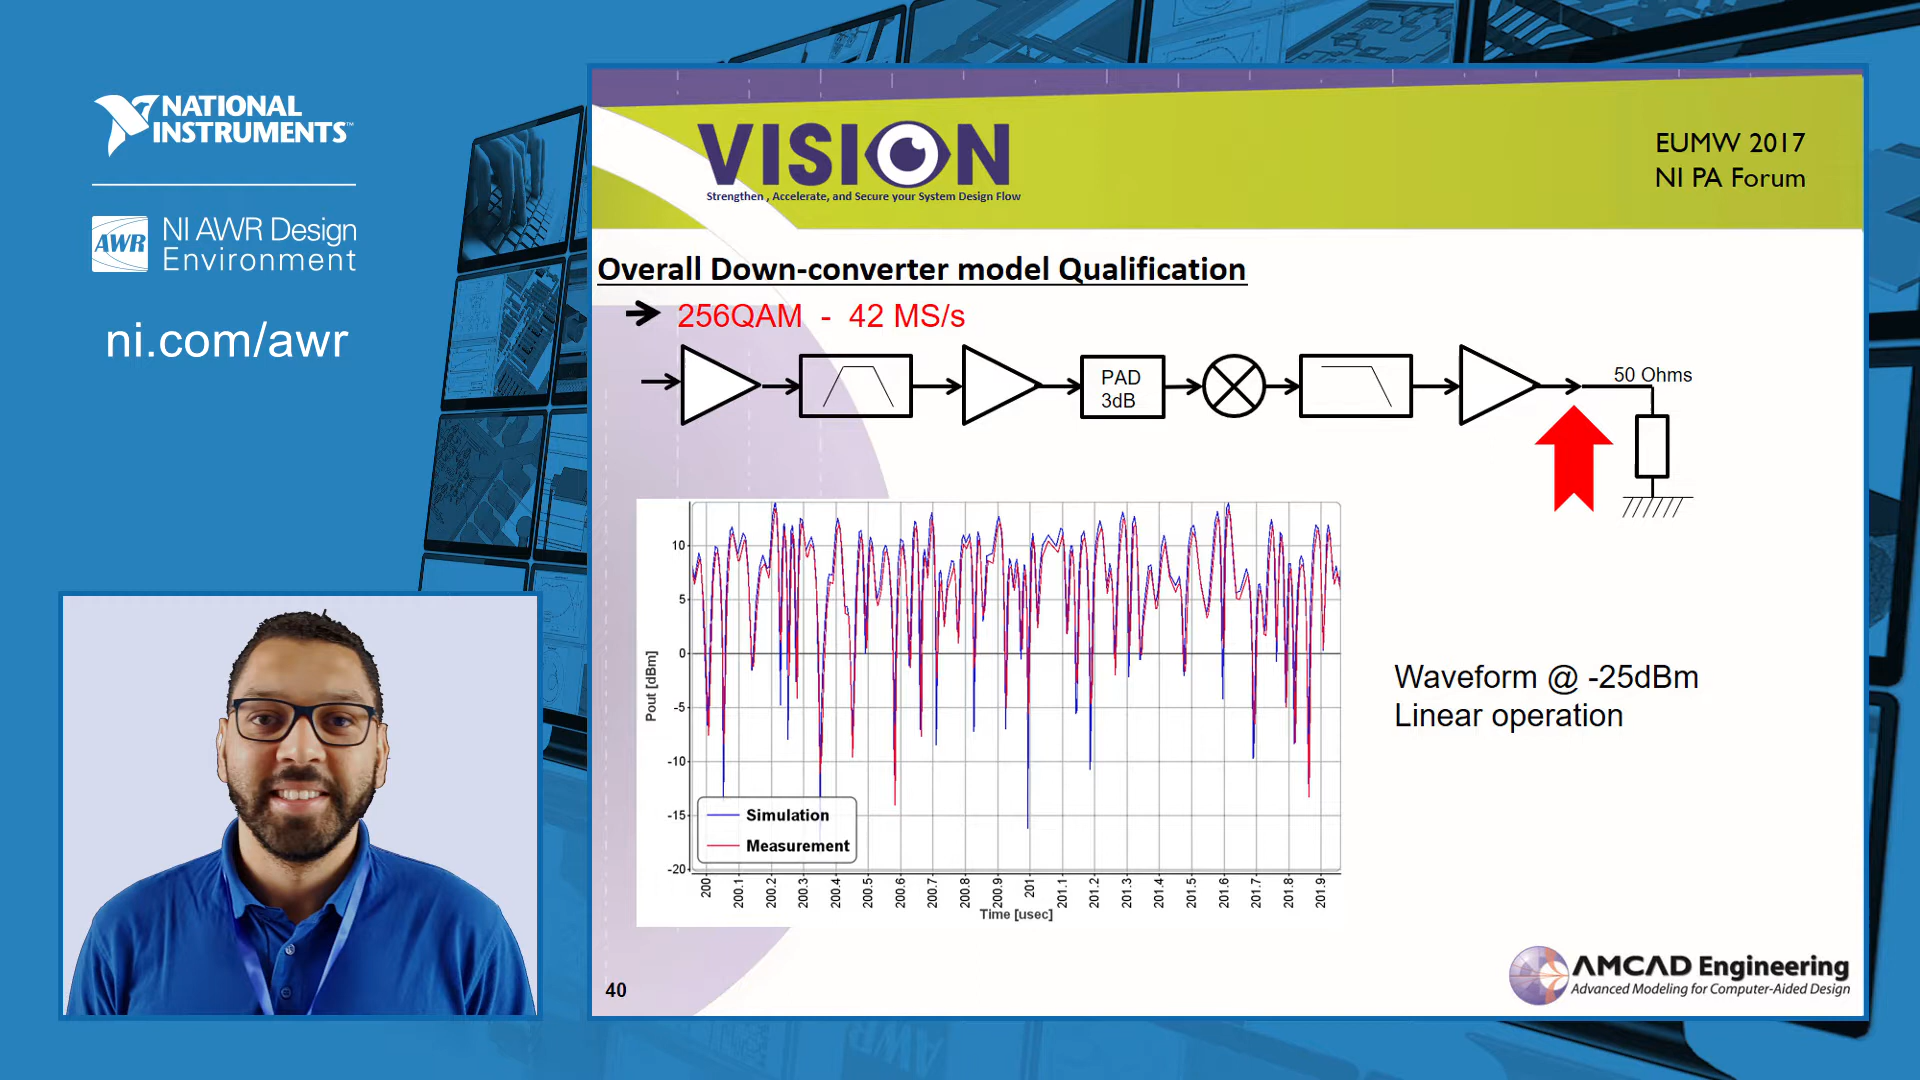 NATIONAL
INSTRUMENTS™
AWR
NI AWR Design
Environment
ni.com/awr
VISION
Strengthen , Accelerate, and Secure your System Design Flow
EUMW 2017
NI PA Forum
Overall Down-converter model Qualification
➔ 256QAM - 42 MS/s
PAD
3dB
50 Ohms
Pout [dBm]
10
5
0
-5
-10
-15
-20
Simulation
Measurement
200
200.1
200.2
200.3
200.4
200.5
200.6
200.7
200.8
200.9
201
201.1
201.2
201.3
201.4
201.5
201.6
201.7
201.8
201.9
Time [usec]
Waveform @ -25dBm
Linear operation
40
AMCAD Engineering
Advanced Modeling for Computer-Aided Design